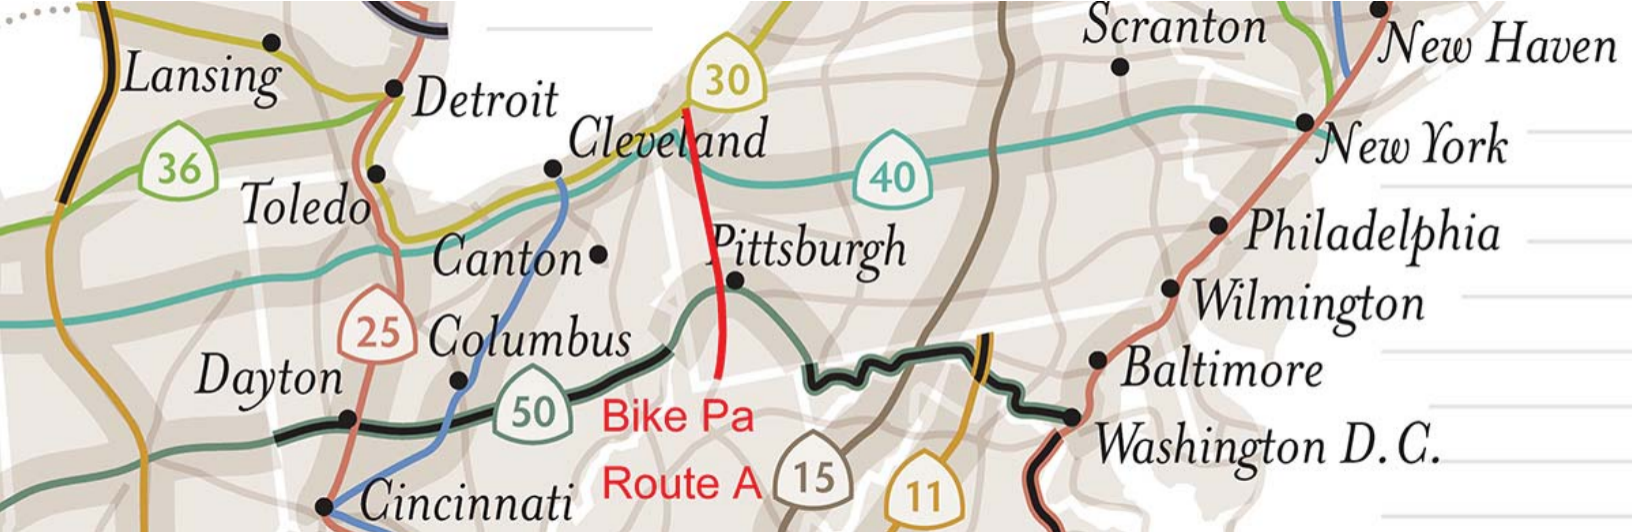 Scranton
New Haven
Lansing
30
Detroit
Cleveland
New York
36
40
Toledo
Philadelphia
Canton
Pittsburgh
Wilmington
25
Columbus
Dayton
Baltimore
50
Bike Pa
Washington D.C.
Route A
15
11
Cincinnati